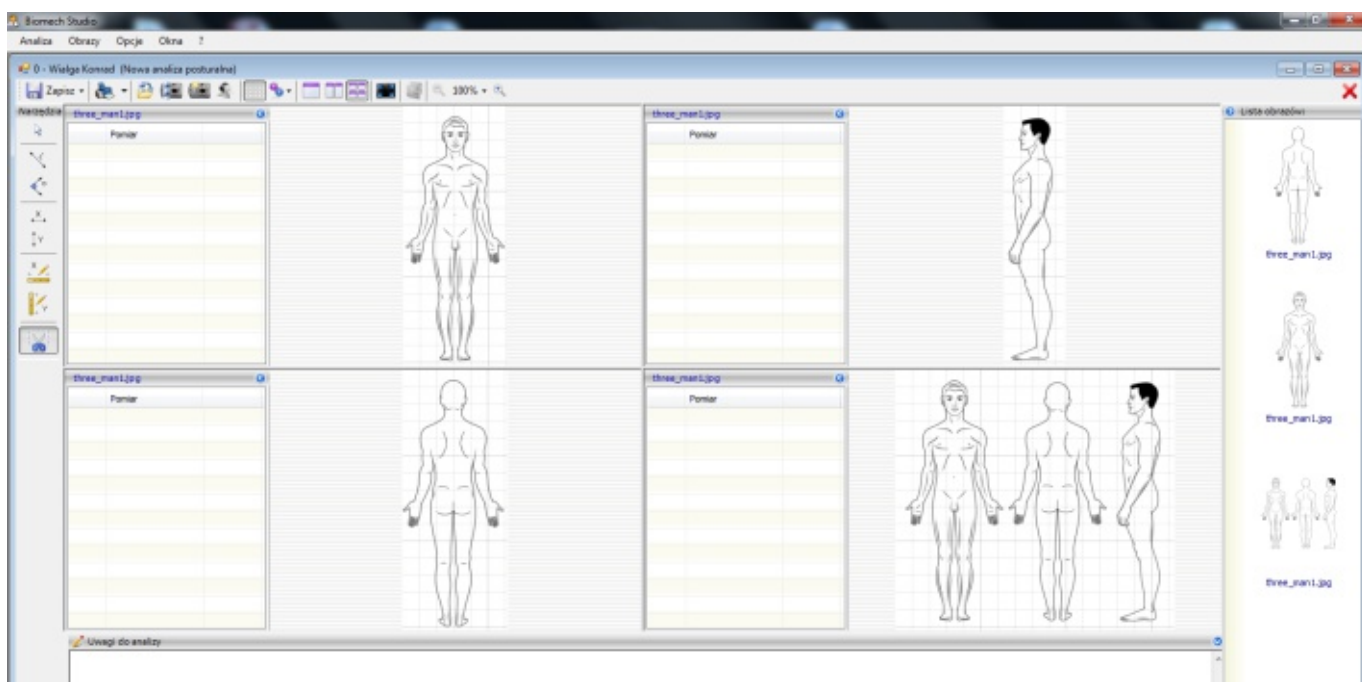 Biomech Studio
Analiza Obrazy Opcje Okna ?
0 - Wielga Konrad (Nowa analiza posturalna)
Zapisz 100%
Narzędzia
three_man1.jpg
Pomiar
three_man1.jpg
Pomiar
Lista obrazów:
three_man1.jpg
three_man1.jpg
three_man1.jpg
three_man1.jpg
Pomiar
three_man1.jpg
Pomiar
X
Y
X
Y
Uwagi do analizy